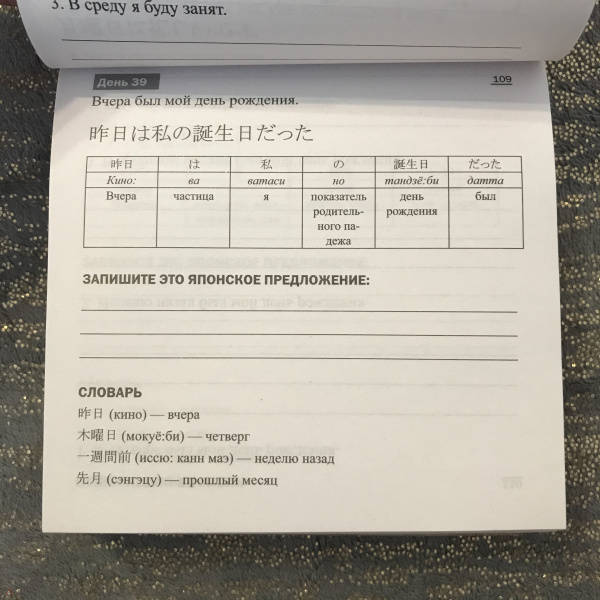 3. В среду я буду занят.
День 39
109
Вчера был мой день рождения.
昨日は私の誕生日だった
昨日 は 私 の 誕生日 だった
Кино: ва ватаси но тандзё:би датта
Вчера частица я показатель родитель-ного па-дежа день рождения был
ЗАПИШИТЕ ЭТО ЯПОНСКОЕ ПРЕДЛОЖЕНИЕ:
СЛОВАРЬ
昨日 (кино) — вчера
木曜日 (мокуё:би) — четверг
一週間前 (иссю: канн маэ) — неделю назад
先月 (сэнгэцу) — прошлый месяц